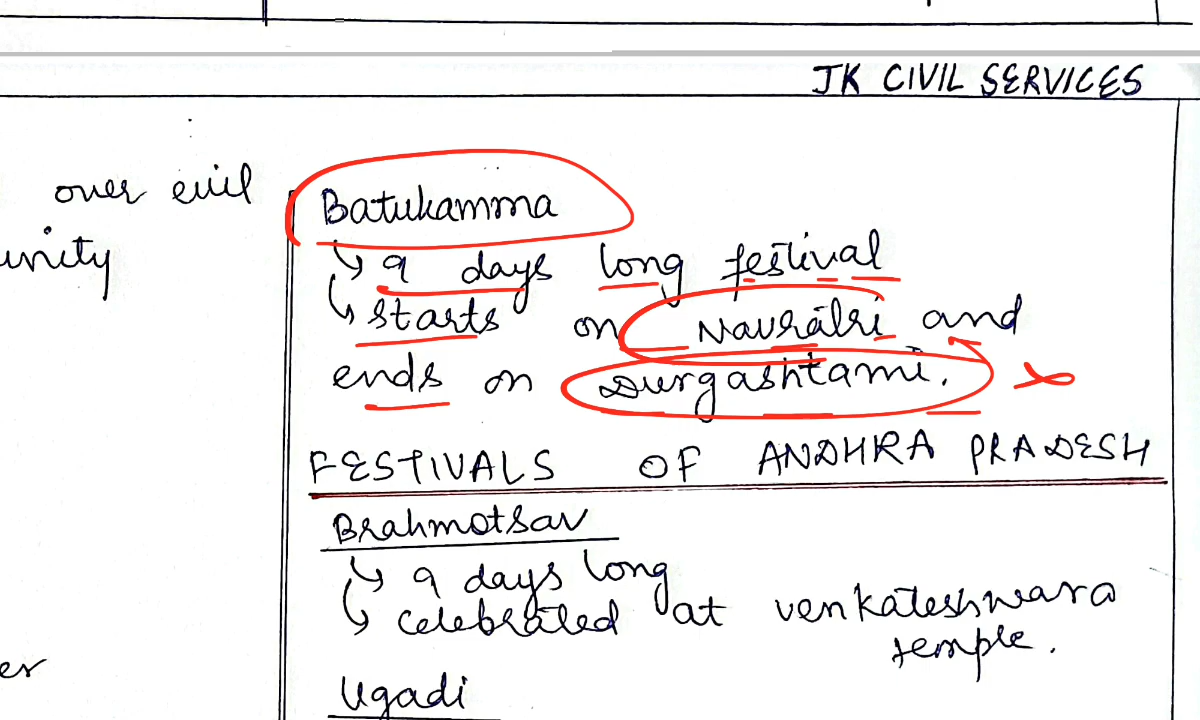 JK CIVIL SERVICES
over evil
unity
er
Batukamma
↳ 9 days long festival
↳ starts on Navratri and
ends on Durgashtami.
FESTIVALS OF ANDHRA PRADESH
Brahmotsav
↳ 9 days long
↳ celebrated at venkateshwara
temple.
Ugadi